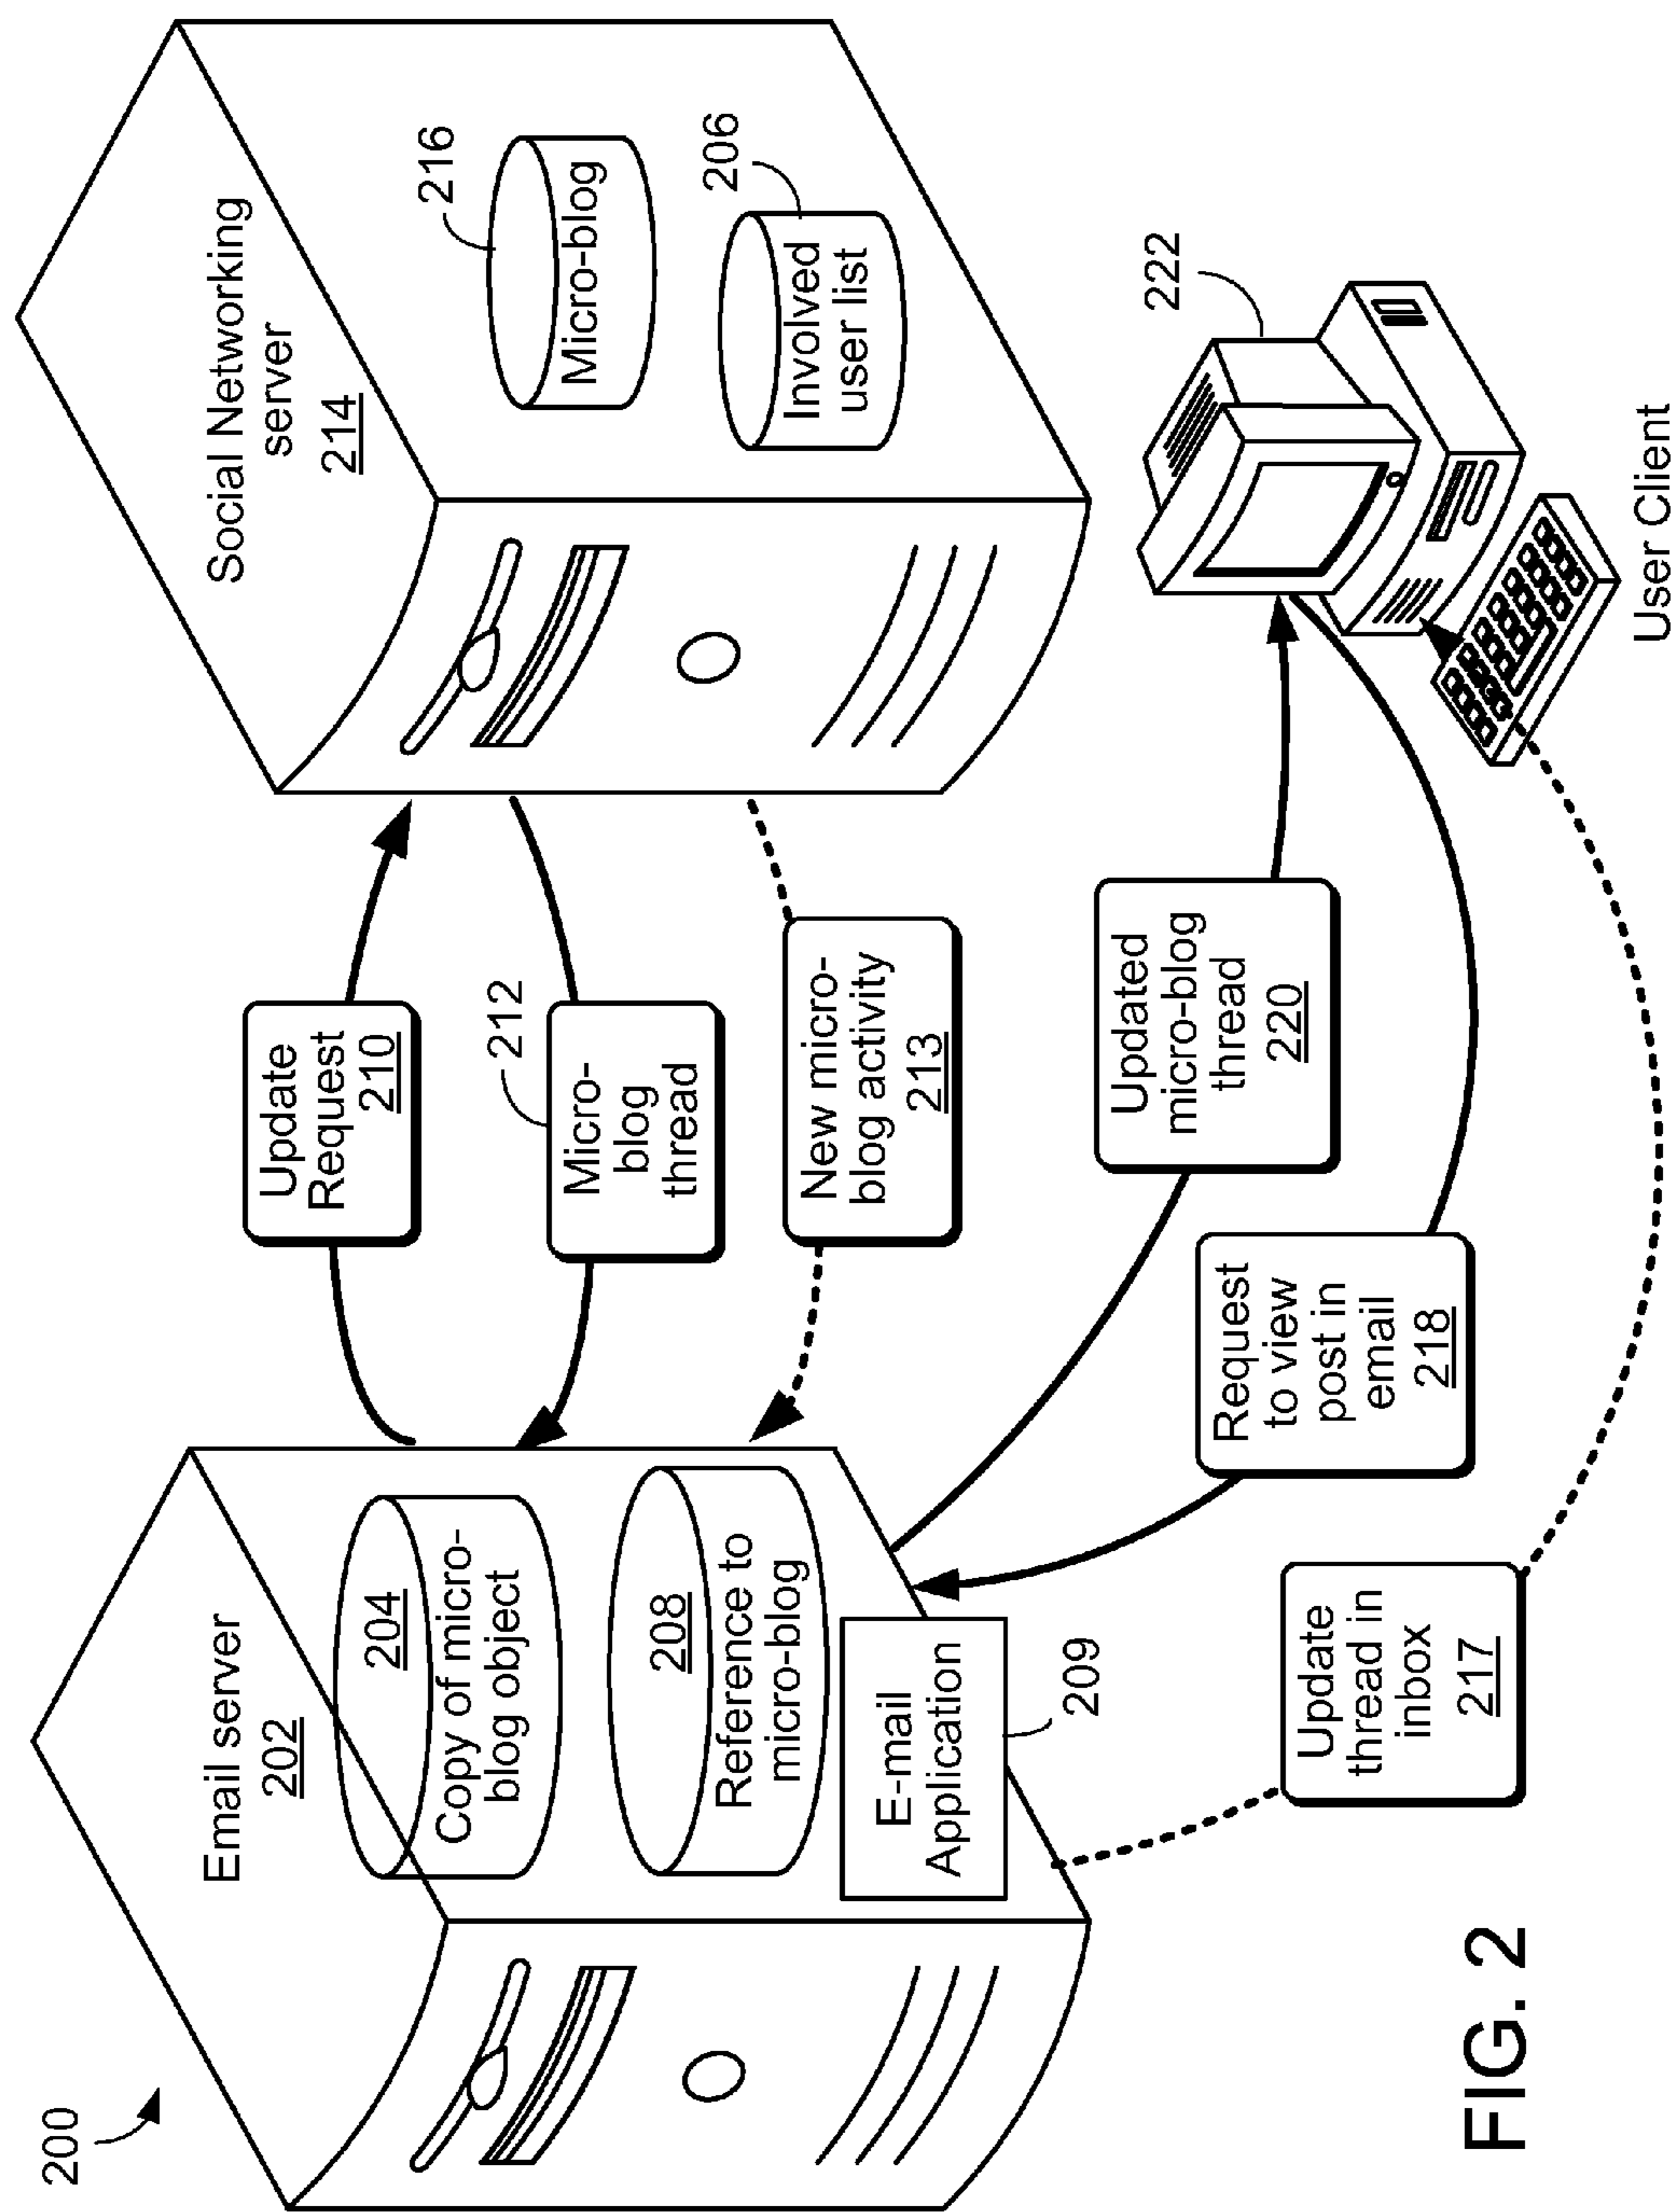 200
Email server
202
204
Copy of micro-
blog object
208
Reference to
micro-blog
E-mail
Application
209
Update
Request
210
212
Micro-
blog
thread
New micro-
blog activity
213
Social Networking
server
214
216
Micro-blog
206
Involved
user list
Updated
micro-blog
thread
220
Request
to view
post in
email
218
Update
thread in
inbox
217
222
User Client
FIG. 2